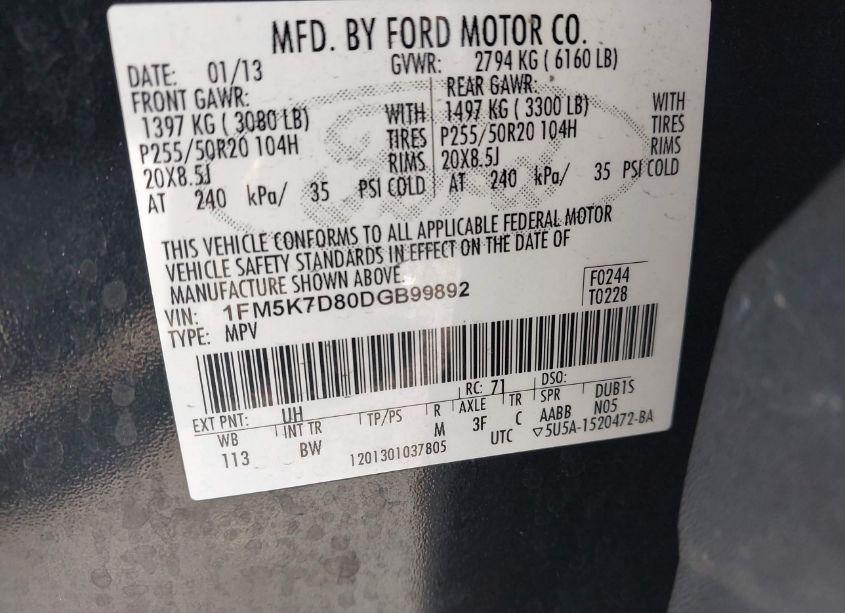 MFD. BY FORD MOTOR CO.
DATE: 01/13 GVWR: 2794 KG ( 6160 LB)
FRONT GAWR: REAR GAWR:
1397 KG ( 3080 LB) WITH 1497 KG ( 3300 LB) WITH
P255/50R20 104H TIRES P255/50R20 104H TIRES
20X8.5J RIMS 20X8.5J RIMS
AT 240 kPa/ 35 PSI COLD AT 240 kPa/ 35 PSI COLD
THIS VEHICLE CONFORMS TO ALL APPLICABLE FEDERAL MOTOR
VEHICLE SAFETY STANDARDS IN EFFECT ON THE DATE OF
MANUFACTURE SHOWN ABOVE.
VIN: 1FM5K7D80DGB99892 F0244
TYPE: MPV T0228
EXT PNT: UH RC: 71 DSO:
WB INT TR TP/PS R AXLE TR SPR DUB1S
113 BW M 3F C AABB N05
1201301037805 UTC ▽5U5A-1520472-BA